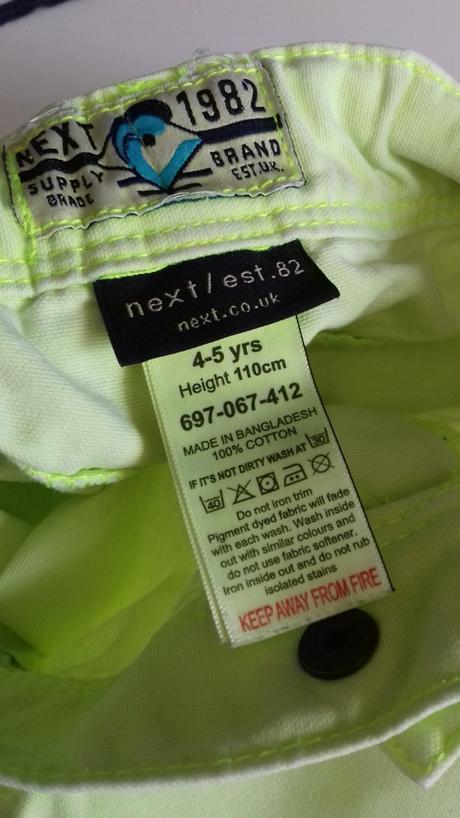 NEXT 1982
SUPPLY BRAND
GRADE EST.UK.
next/est.82
next.co.uk
4-5 yrs
Height 110cm
697-067-412
MADE IN BANGLADESH
100% COTTON
IF IT'S NOT DIRTY WASH AT 30
40
Do not iron trim
Pigment dyed fabric will fade
with each wash. Wash inside
out with similar colours and
do not use fabric softener.
Iron inside out and do not rub
isolated stains
KEEP AWAY FROM FIRE